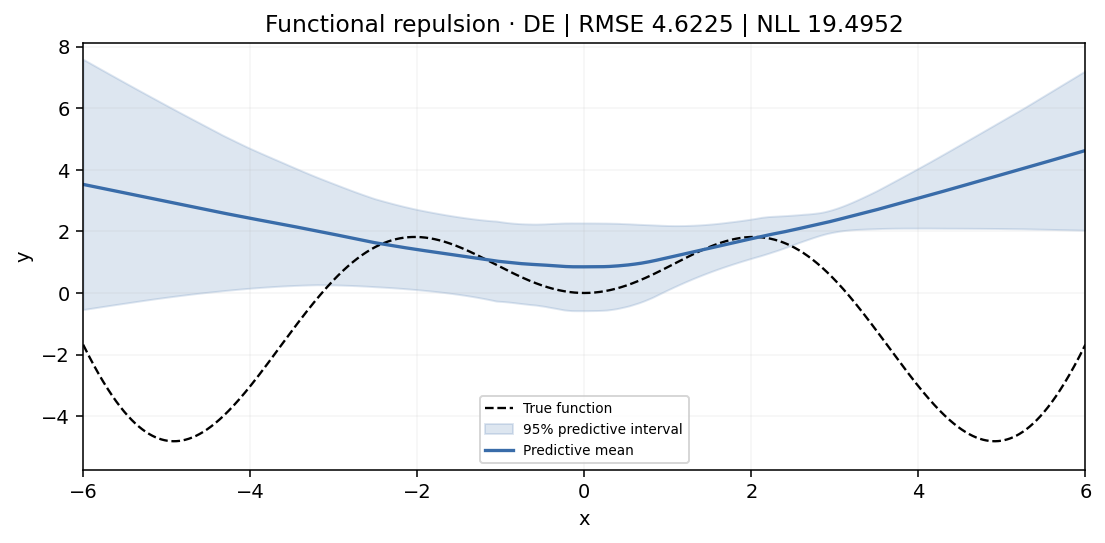 Functional repulsion · DE | RMSE 4.6225 | NLL 19.4952
8
6
4
2
0
−2
−4
y
−6
−4
−2
0
2
4
6
x
True function
95% predictive interval
Predictive mean